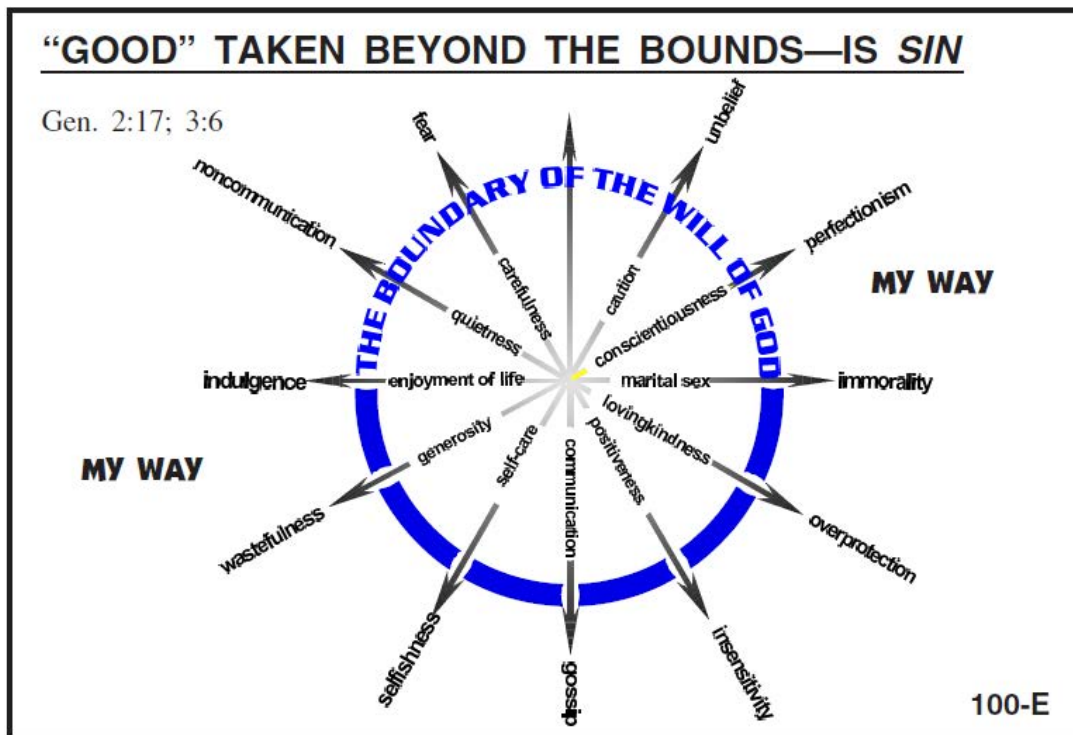 “GOOD” TAKEN BEYOND THE BOUNDS—IS SIN
Gen. 2:17; 3:6
fear
unbelief
noncommunication
perfectionism
THE BOUNDARY OF THE WILL OF GOD
MY WAY
carefulness
caution
quietness
conscientiousness
indulgence
enjoyment of life
marital sex
immorality
generosity
self-care
communication
positiveness
lovingkindness
MY WAY
wastefulness
overprotection
selfishness
gossip
insensitivity
100-E